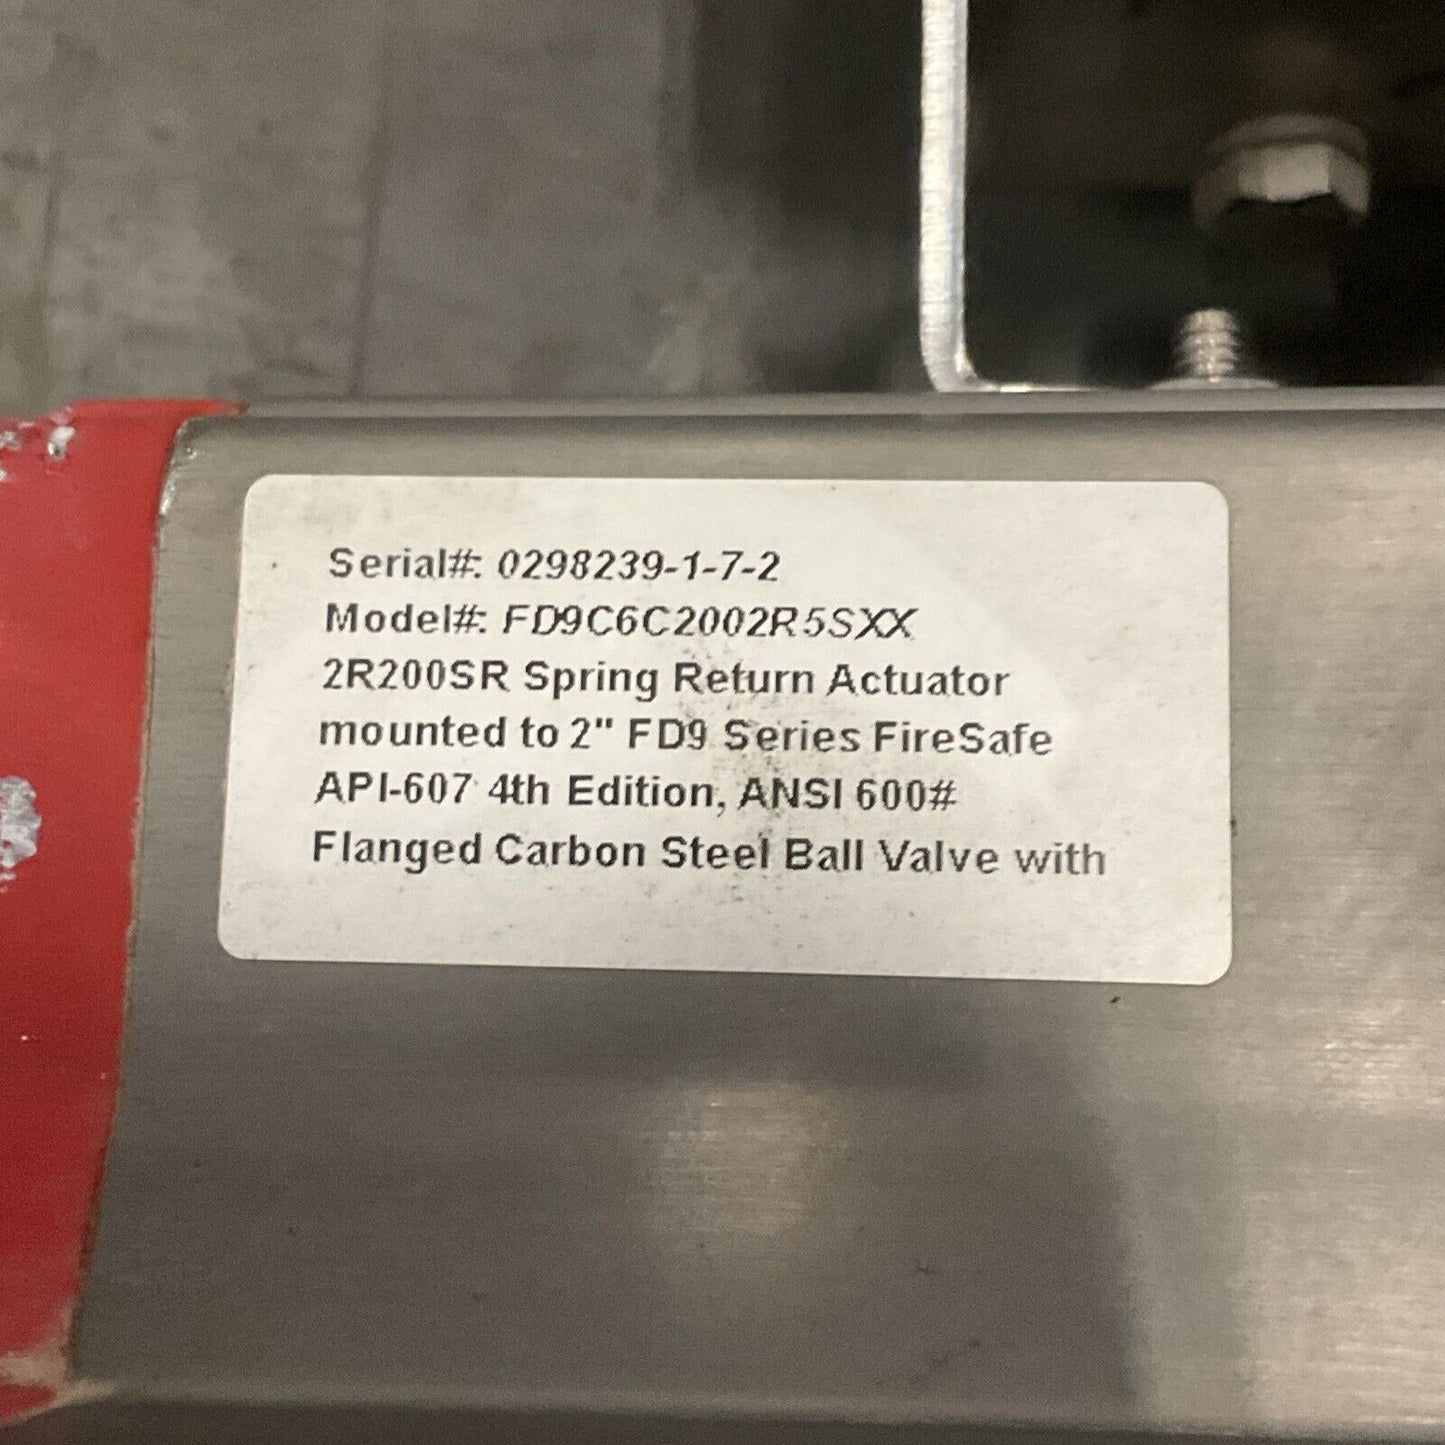 Serial#: 0298239-1-7-2
Model#: FD9C6C2002R5SXX
2R200SR Spring Return Actuator
mounted to 2" FD9 Series FireSafe
API-607 4th Edition, ANSI 600#
Flanged Carbon Steel Ball Valve with